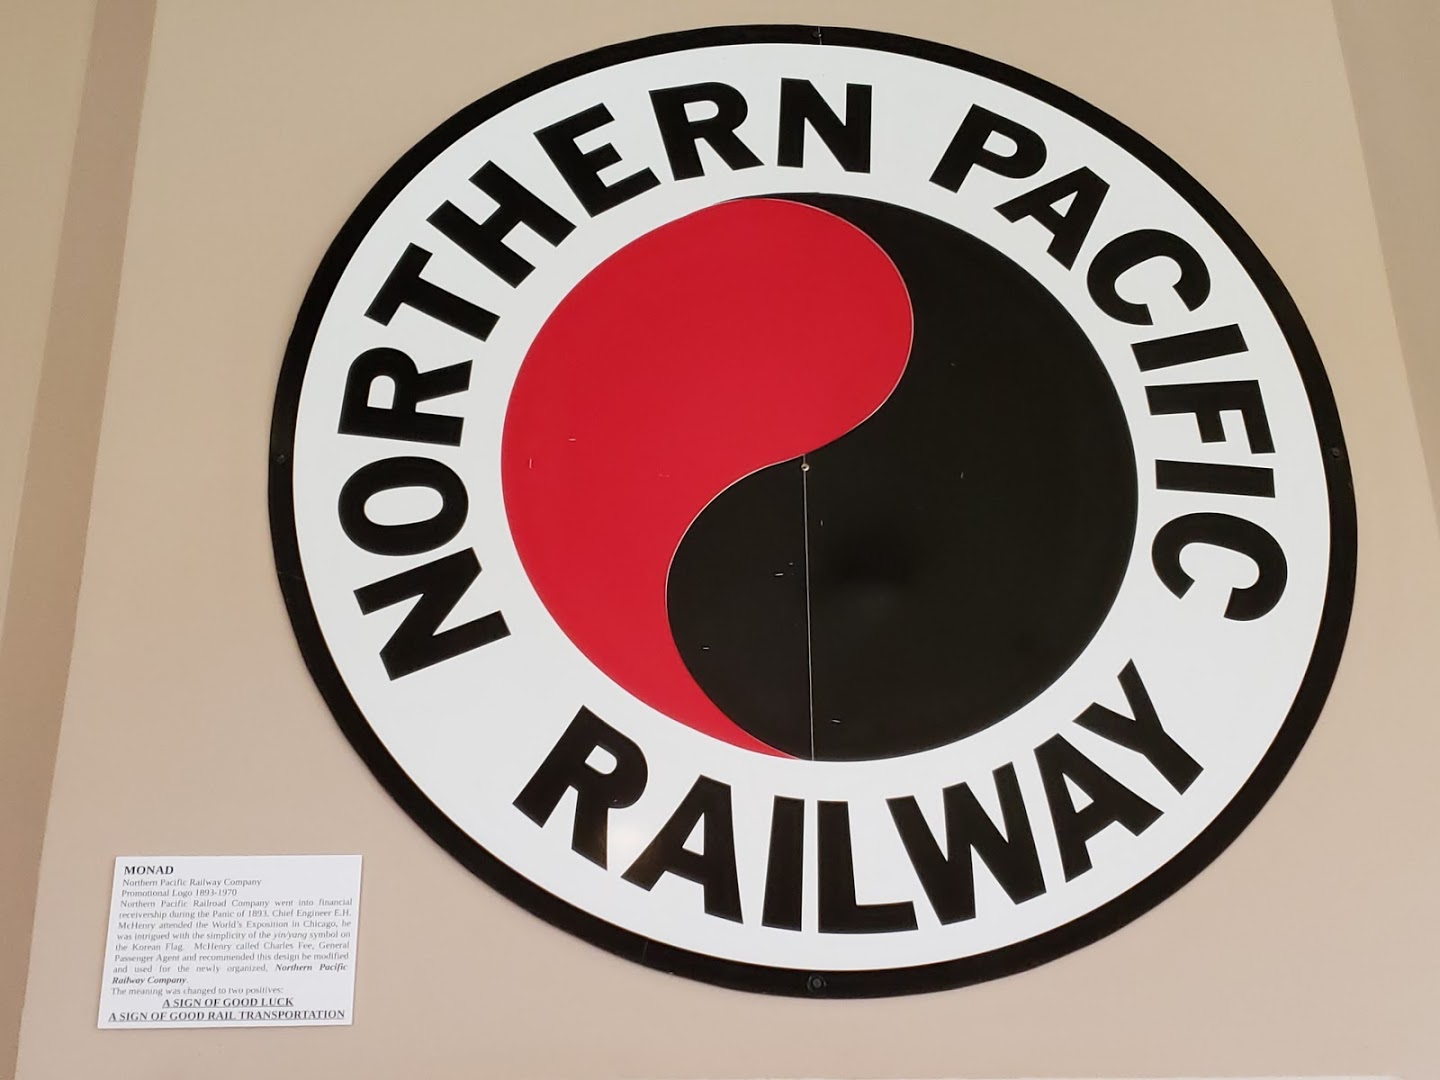 NORTHERN PACIFIC
RAILWAY
MONAD
Northern Pacific Railway Company
Promotional Logo 1893-1970
Northern Pacific Railroad Company went into financial
receivership during the Panic of 1893. Chief Engineer E.H.
McHenry attended the World's Exposition in Chicago, he
was intrigued with the simplicity of the yin/yang symbol on
the Korean Flag. McHenry called Charles Fee, General
Passenger Agent and recommended this design be modified
and used for the newly organized, Northern Pacific
Railway Company.
The meaning was changed to two positives:
A SIGN OF GOOD LUCK
A SIGN OF GOOD RAIL TRANSPORTATION